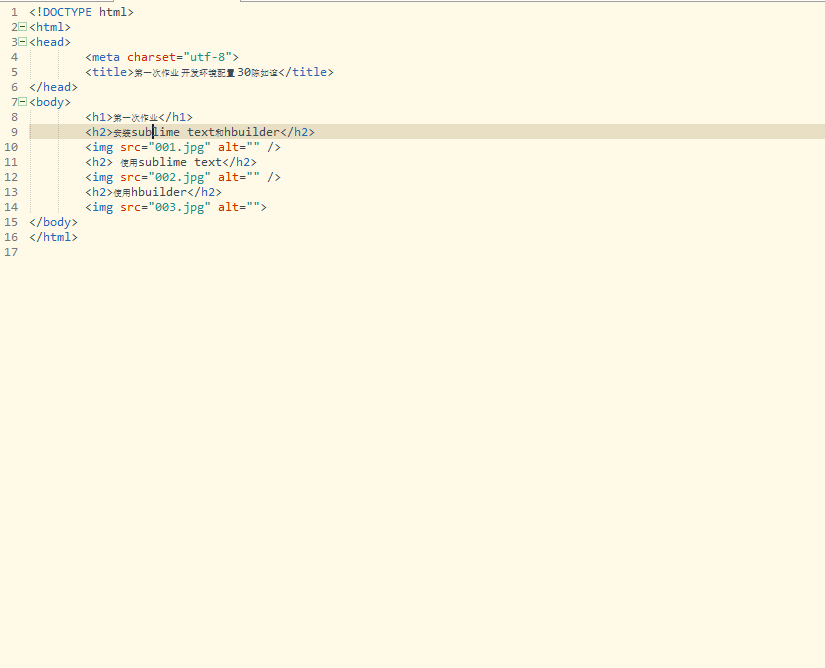 1 <!DOCTYPE html>
2 <html>
3 <head>
4 <meta charset="utf-8">
5 <title>第一次作业 开发环境配置 30陈如谊</title>
6 </head>
7 <body>
8 <h1>第一次作业</h1>
9 <h2>安装sublime text和hbuilder</h2>
10 <img src="001.jpg" alt="" />
11 <h2> 使用sublime text</h2>
12 <img src="002.jpg" alt="" />
13 <h2>使用hbuilder</h2>
14 <img src="003.jpg" alt="">
15 </body>
16 </html>
17